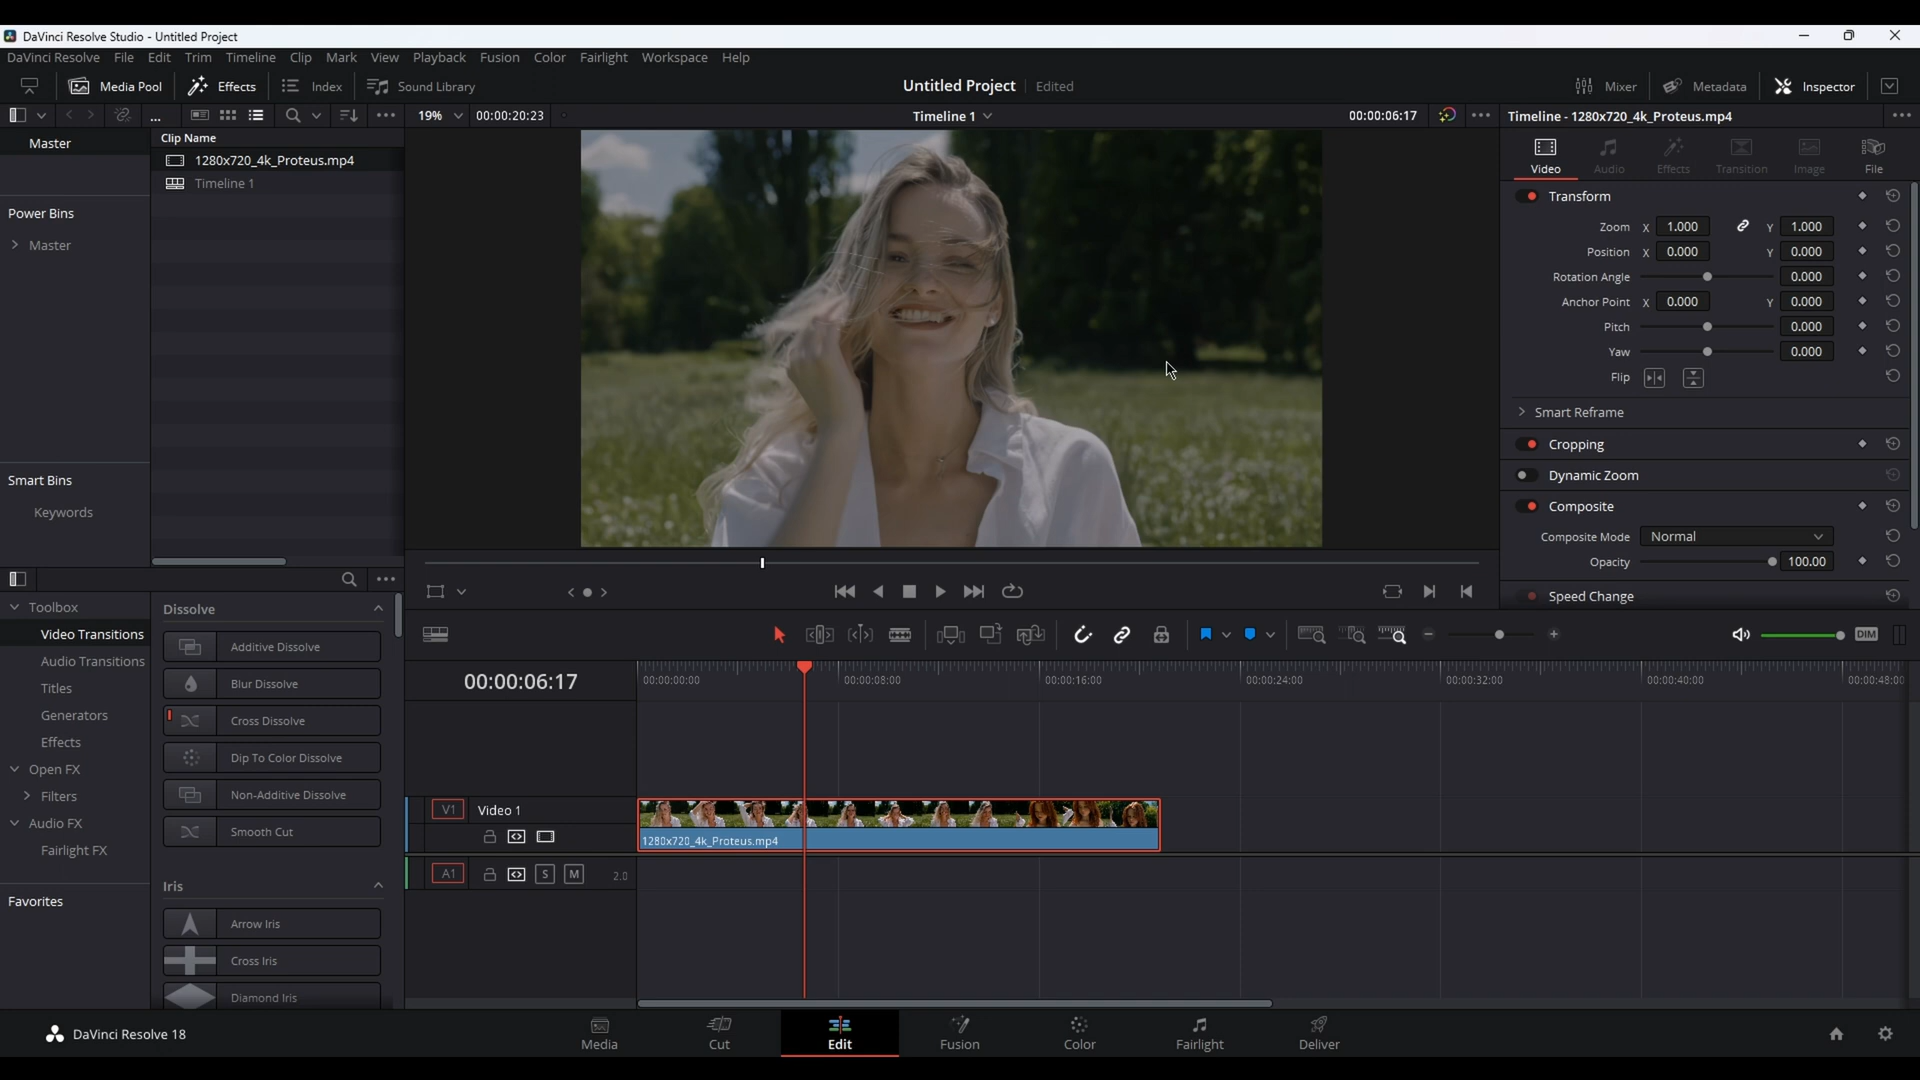 DaVinci Resolve Studio - Untitled Project
DaVinci Resolve File Edit Trim Timeline Clip Mark View Playback Fusion Color Fairlight Workspace Help
Media Pool Effects Index Sound Library Untitled Project Edited Mixer Metadata Inspector
... 19% 00:00:20:23 Timeline 1 00:00:06:17 Timeline - 1280x720_4k_Proteus.mp4
Master Clip Name
1280x720_4k_Proteus.mp4
Timeline 1
Power Bins
Master
Smart Bins
Keywords
Video Audio Effects Transition Image File
Transform
Zoom X 1.000 Y 1.000
Position X 0.000 Y 0.000
Rotation Angle 0.000
Anchor Point X 0.000 Y 0.000
Pitch 0.000
Yaw 0.000
Flip
Smart Reframe
Cropping
Dynamic Zoom
Composite
Composite Mode Normal
Opacity 100.00
Speed Change
Toolbox
Video Transitions
Audio Transitions
Titles
Generators
Effects
Open FX
Filters
Audio FX
Fairlight FX
Favorites
Dissolve
Additive Dissolve
Blur Dissolve
Cross Dissolve
Dip To Color Dissolve
Non-Additive Dissolve
Smooth Cut
Iris
Arrow Iris
Cross Iris
Diamond Iris
DIM
00:00:06:17 00:00:00:00 00:00:08:00 00:00:16:00 00:00:24:00 00:00:32:00 00:00:40:00 00:00:48:00
V1 Video 1
1280x720_4k_Proteus.mp4
A1 S M 2.0
DaVinci Resolve 18 Media Cut Edit Fusion Color Fairlight Deliver